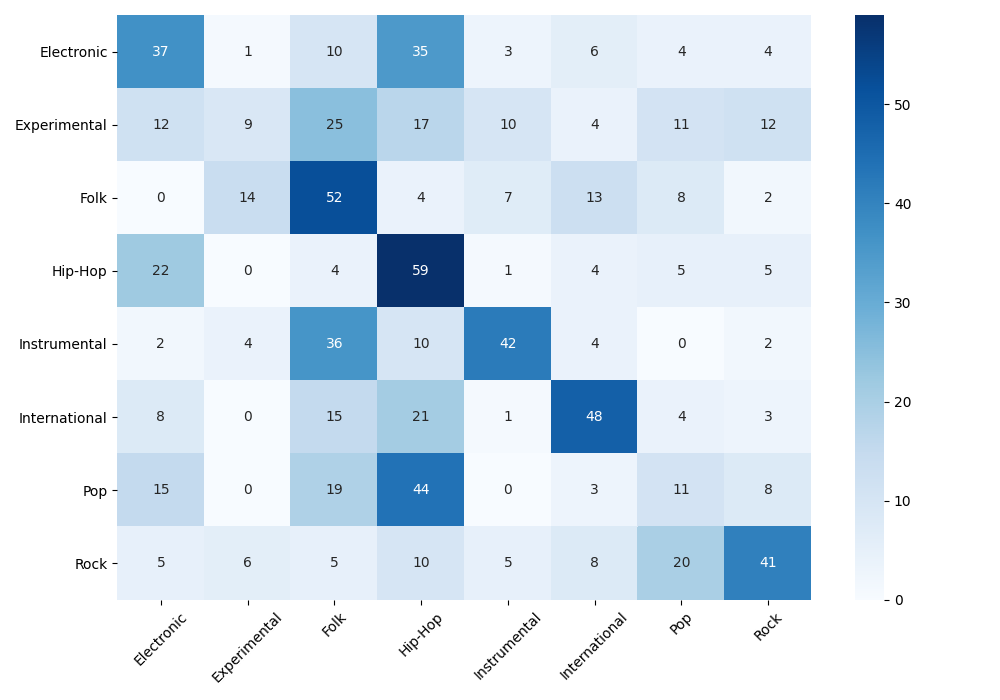 Electronic 37 1 10 35 3 6 4 4
Experimental 12 9 25 17 10 4 11 12
Folk 0 14 52 4 7 13 8 2
Hip-Hop 22 0 4 59 1 4 5 5
Instrumental 2 4 36 10 42 4 0 2
International 8 0 15 21 1 48 4 3
Pop 15 0 19 44 0 3 11 8
Rock 5 6 5 10 5 8 20 41
Electronic Experimental Folk Hip-Hop Instrumental International Pop Rock
50
40
30
20
10
0